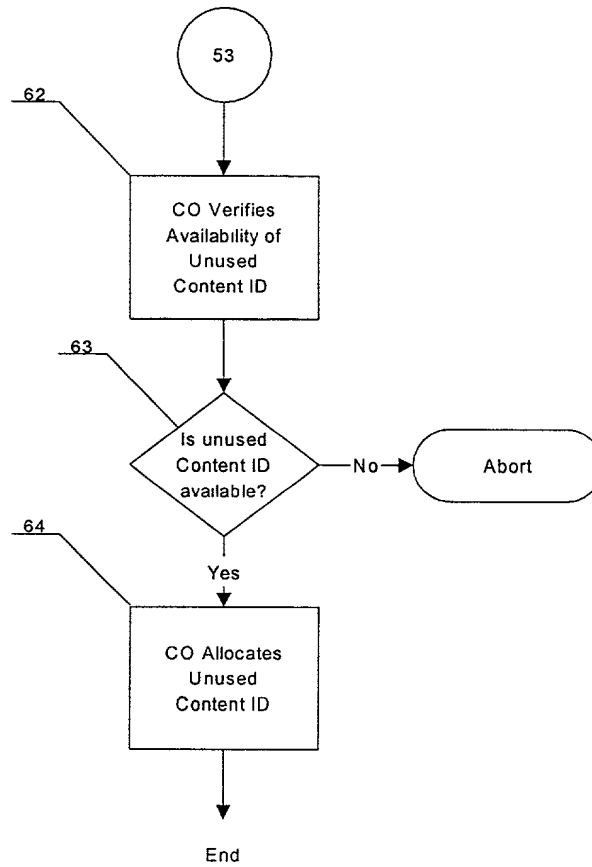 53
62
CO Verifies
Availability of
Unused
Content ID
63
Is unused
Content ID
available?
No
Abort
64
Yes
CO Allocates
Unused
Content ID
End